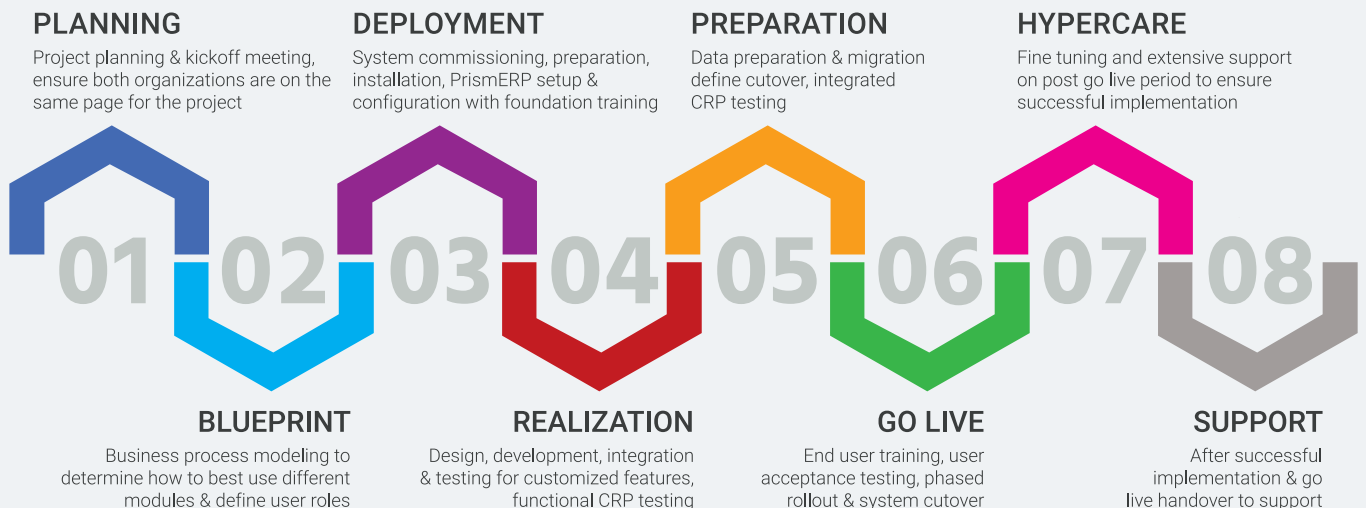 PLANNING
Project planning & kickoff meeting,
ensure both organizations are on the
same page for the project
DEPLOYMENT
System commissioning, preparation,
installation, PrismERP setup &
configuration with foundation training
PREPARATION
Data preparation & migration
define cutover, integrated
CRP testing
HYPERCARE
Fine tuning and extensive support
on post go live period to ensure
successful implementation
01 02 03 04 05 06 07 08
BLUEPRINT
Business process modeling to
determine how to best use different
modules & define user roles
REALIZATION
Design, development, integration
& testing for customized features,
functional CRP testing
GO LIVE
End user training, user
acceptance testing, phased
rollout & system cutover
SUPPORT
After successful
implementation & go
live handover to support